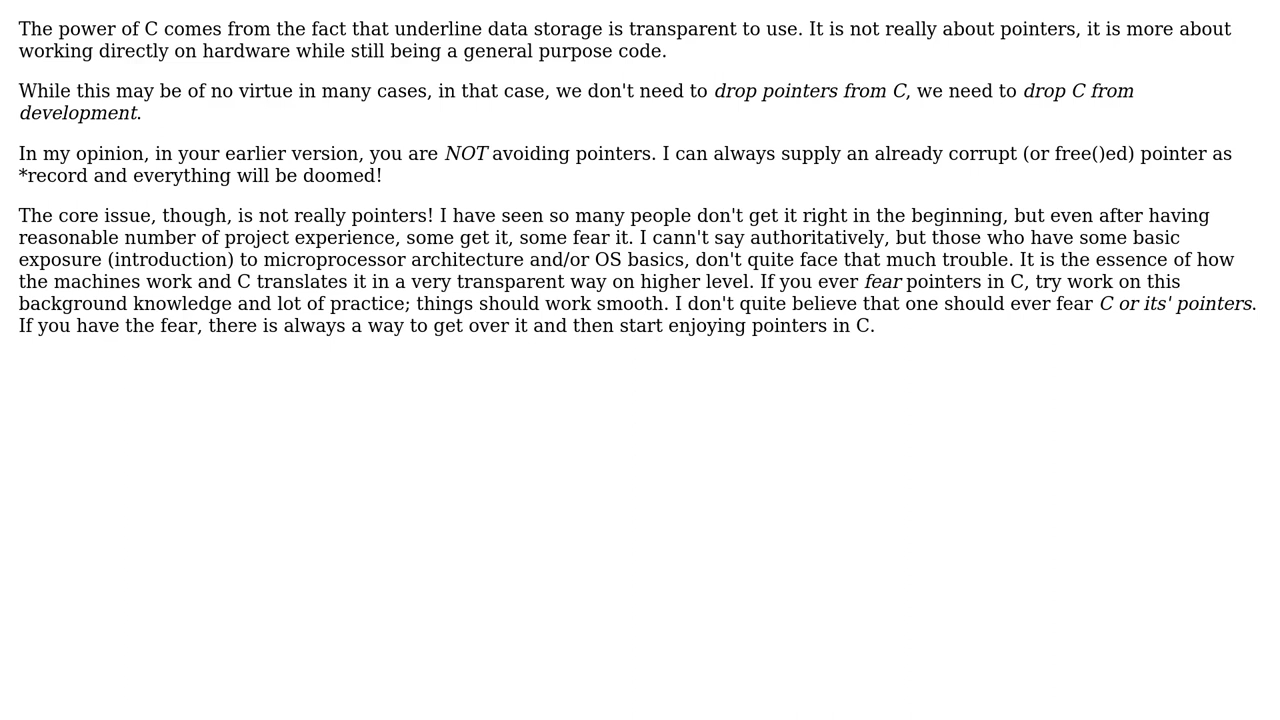 The power of C comes from the fact that underline data storage is transparent to use. It is not really about pointers, it is more about
working directly on hardware while still being a general purpose code.
While this may be of no virtue in many cases, in that case, we don't need to drop pointers from C, we need to drop C from
development.
In my opinion, in your earlier version, you are NOT avoiding pointers. I can always supply an already corrupt (or free()ed) pointer as
*record and everything will be doomed!
The core issue, though, is not really pointers! I have seen so many people don't get it right in the beginning, but even after having
reasonable number of project experience, some get it, some fear it. I cann't say authoritatively, but those who have some basic
exposure (introduction) to microprocessor architecture and/or OS basics, don't quite face that much trouble. It is the essence of how
the machines work and C translates it in a very transparent way on higher level. If you ever fear pointers in C, try work on this
background knowledge and lot of practice; things should work smooth. I don't quite believe that one should ever fear C or its' pointers.
If you have the fear, there is always a way to get over it and then start enjoying pointers in C.